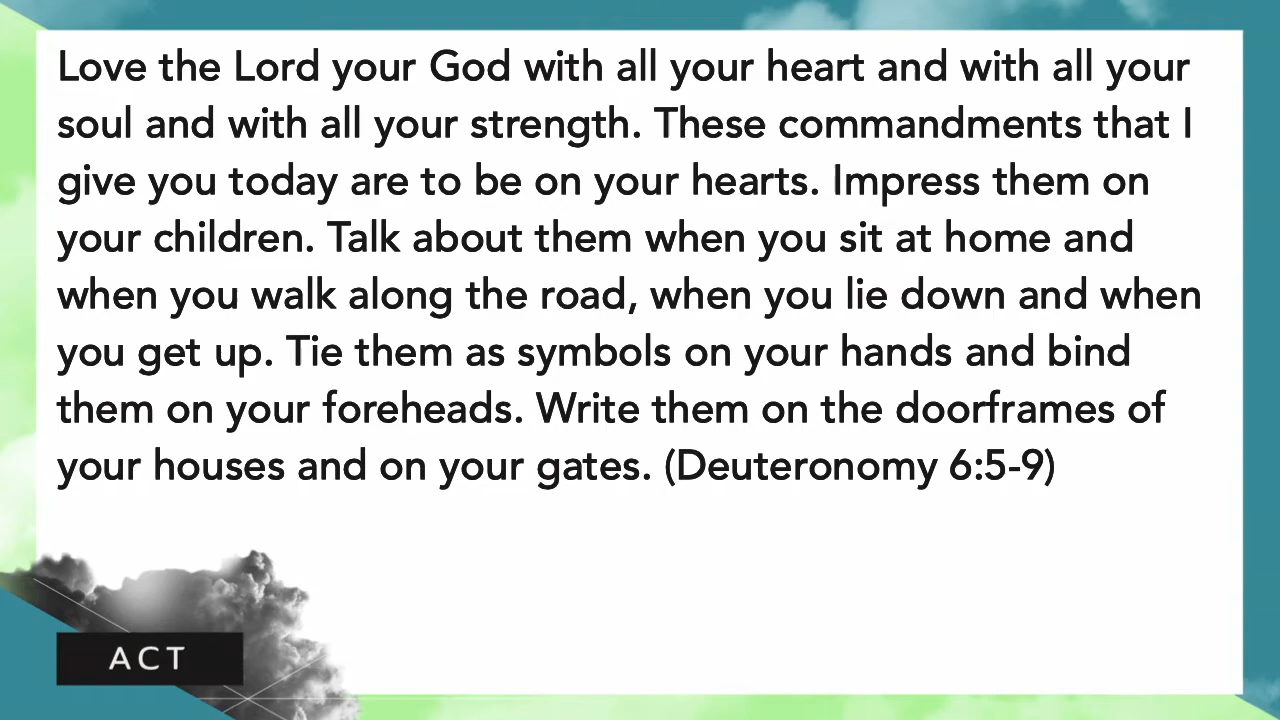 Love the Lord your God with all your heart and with all your
soul and with all your strength. These commandments that I
give you today are to be on your hearts. Impress them on
your children. Talk about them when you sit at home and
when you walk along the road, when you lie down and when
you get up. Tie them as symbols on your hands and bind
them on your foreheads. Write them on the doorframes of
your houses and on your gates. (Deuteronomy 6:5-9)
ACT